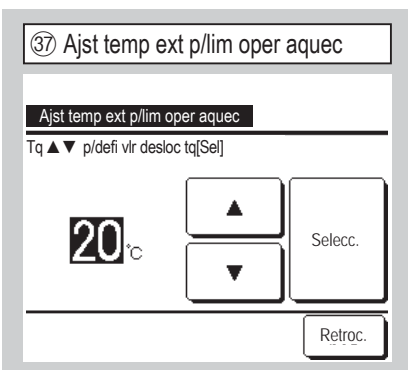 ㊲ Ajst temp ext p/lim oper aquec
Ajst temp ext p/lim oper aquec
Tq ▲▼ p/defi vlr desloc tq[Sel]
▲
20°C
Selecc.
▼
Retroc.